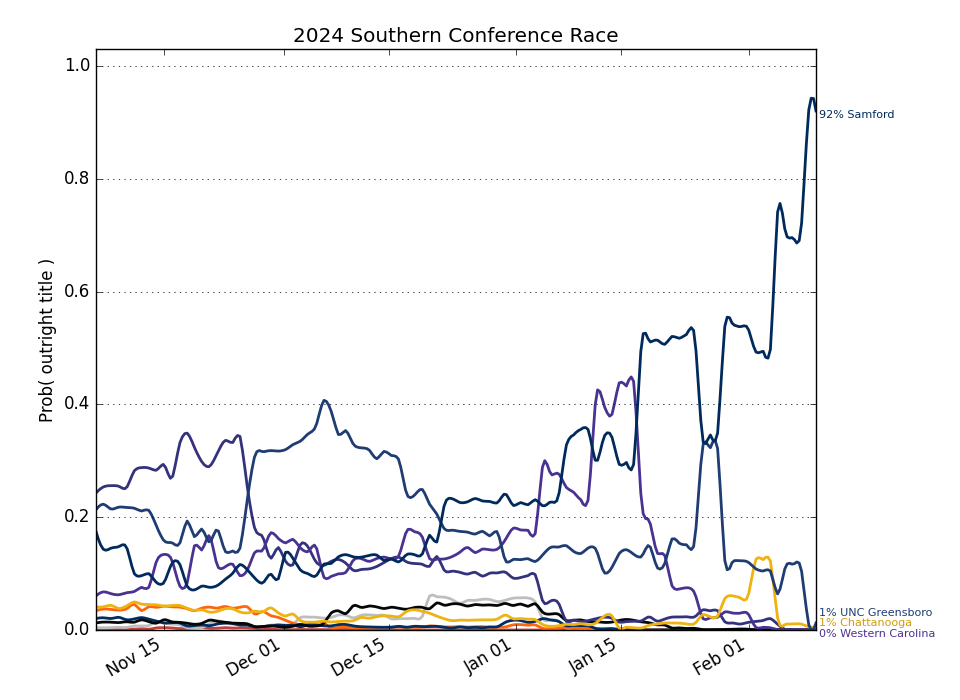 2024 Southern Conference Race
Prob( outright title )
1.0
0.8
0.6
0.4
0.2
0.0
92% Samford
1% UNC Greensboro
1% Chattanooga
0% Western Carolina
Nov 15
Dec 01
Dec 15
Jan 01
Jan 15
Feb 01